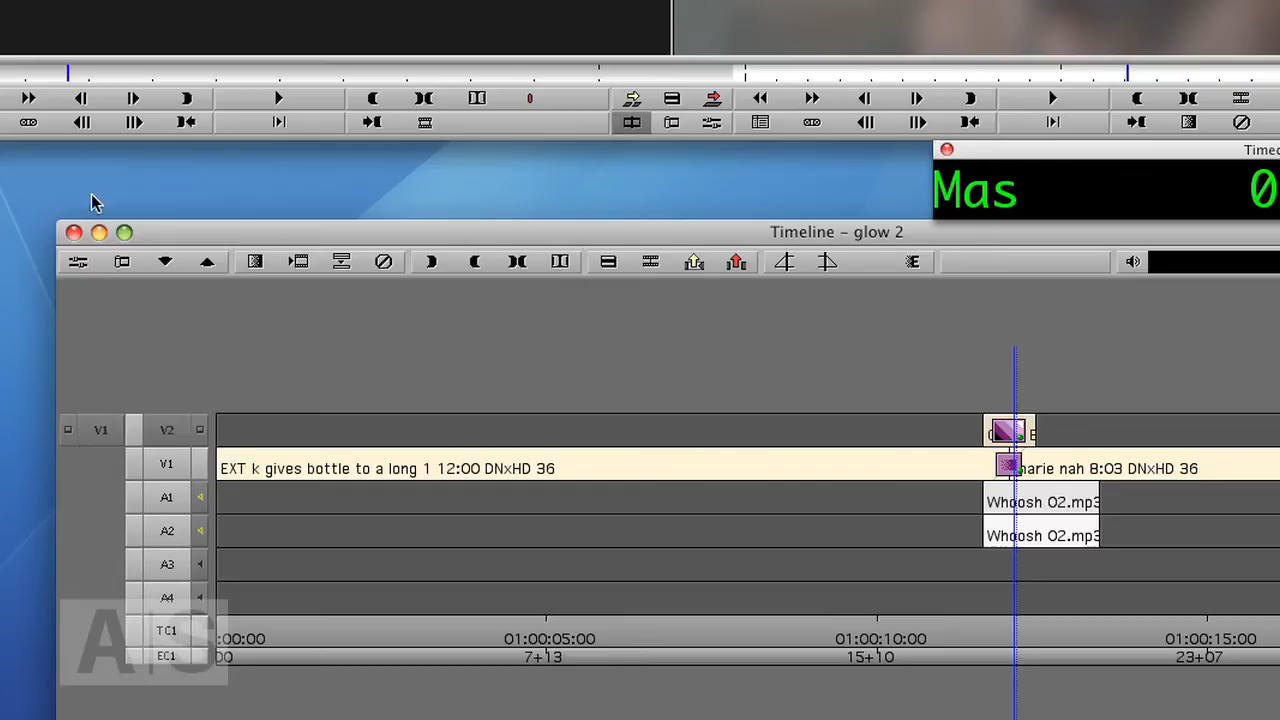 Timec
Mas 0
Timeline - glow 2
V1 V2
V1
EXT k gives bottle to a long 1 12:00 DNxHD 36
harie nah 8:03 DNxHD 36
A1
Whoosh 02.mp3
A2
Whoosh 02.mp3
A3
A4
TC1
:00:00
01:00:05:00
01:00:10:00
01:00:15:00
EC1
00
7+13
15+10
23+07
A|S